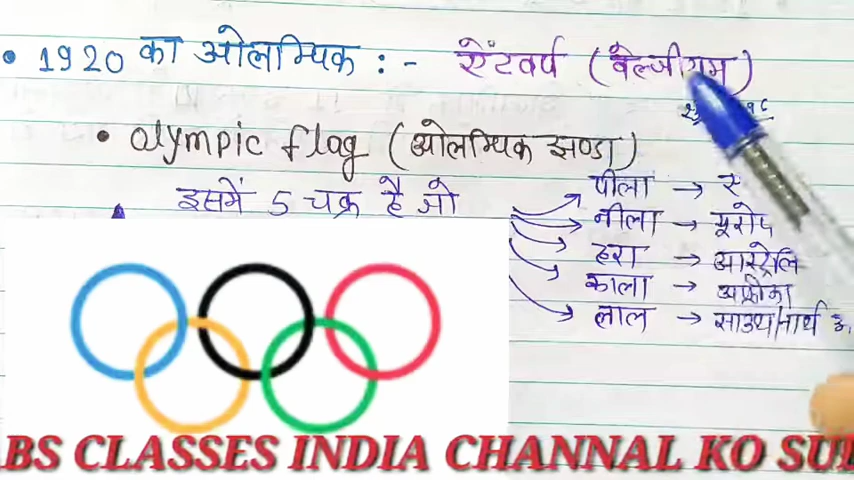 • 1920 का ओलम्पिक :- एेंटवर्प (बेल्जीयम)
• Olympic flag (ओलम्पिक झण्डा)
इसमें 5 चक्र है जो
पीला → ए
नीला → यूरोप
हरा → आस्ट्रेलि
काला → अफ्रीका
लाल → साउथ/नार्थ अ.
BS CLASSES INDIA CHANNAL KO SU